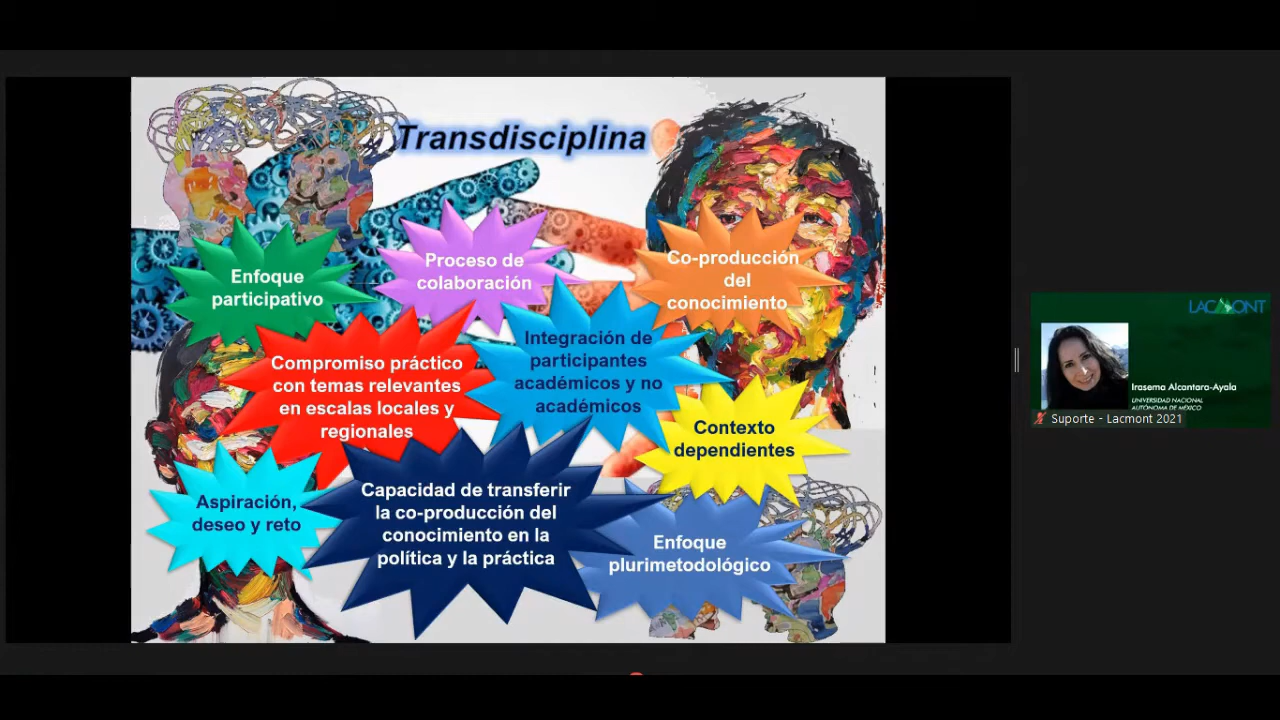 Transdisciplina
Enfoque
participativo
Proceso de
colaboración
Co-producción
del
conocimiento
Compromiso práctico
con temas relevantes
en escalas locales y
regionales
Integración de
participantes
académicos y no
académicos
Contexto
dependientes
Aspiración,
deseo y reto
Capacidad de transferir
la co-producción del
conocimiento en la
política y la práctica
Enfoque
plurimetodológico
LACMONT
Irasema Alcantara-Ayala
UNIVERSIDAD NACIONAL
AUTÓNOMA DE MÉXICO
Suporte - Lacmont 2021